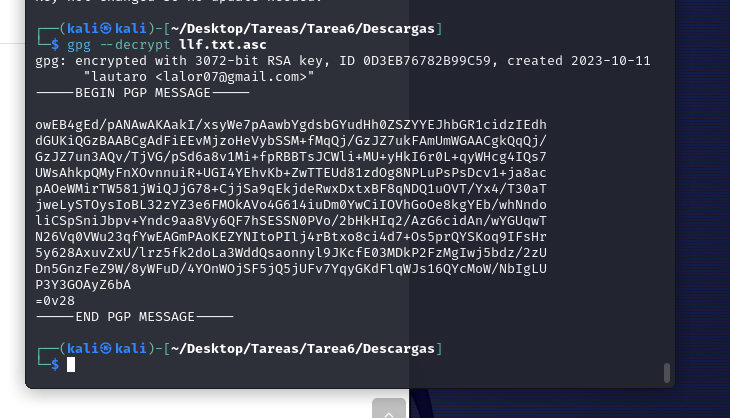 ┌──(kali㉿kali)-[~/Desktop/Tareas/Tarea6/Descargas]
└─$ gpg --decrypt llf.txt.asc
gpg: encrypted with 3072-bit RSA key, ID 0D3EB76782B99C59, created 2023-10-11
"lautaro <lalor07@gmail.com>"
-----BEGIN PGP MESSAGE-----
owEB4gEd/pANAwAKAakI/xsyWe7pAawbYgdsbGYudHh0ZSZYYEJhbGR1cidzIEdh
dGUKiQGzBAABCgAdFiEEvMjzoHeVybSSM+fMqQj/GzJZ7ukFAmUmWGAACgkQqQj/
GzJZ7un3AQv/TjVG/pSd6a8v1Mi+fpRBBTsJCWli+MU+yHkI6r0L+qyWHcg4IQs7
UWsAhkpQMyFnXOvnnuiR+UGI4YEhvKb+ZwTTEUd81zdOg8NPLuPsPsDcv1+ja8ac
pAOeWMirTW581jWiQJjG78+CjjSa9qEkjdeRwxDxtxBF8qNDQ1uOVT/Yx4/T30aT
jweLySTOysIoBL32zYZ3e6FMOkAVo4G614iuDm0YwCiIOVhGoOe8kgYEb/whNndo
liCSpSniJbpv+Yndc9aa8Vy6QF7hSESSN0PVo/2bHkHIq2/AzG6cidAn/wYGUqwT
N26Vq0VWu23qfYwEAGmPAoKEZYNItoPIlj4rBtxo8ci4d7+Os5prQYSKoq9IFsHr
5y628AxuvZxU/lrz5fk2doLa3WddQsaonnyl9JKcfE03MDkP2FzMgIwj5bdz/2zU
Dn5GnzFeZ9W/8yWFuD/4YOnWOjSF5jQ5jUFv7YqyGKdFlqWJs16QYcMoW/NbIgLU
P3Y3GOAyZ6bA
=0v28
-----END PGP MESSAGE-----
┌──(kali㉿kali)-[~/Desktop/Tareas/Tarea6/Descargas]
└─$